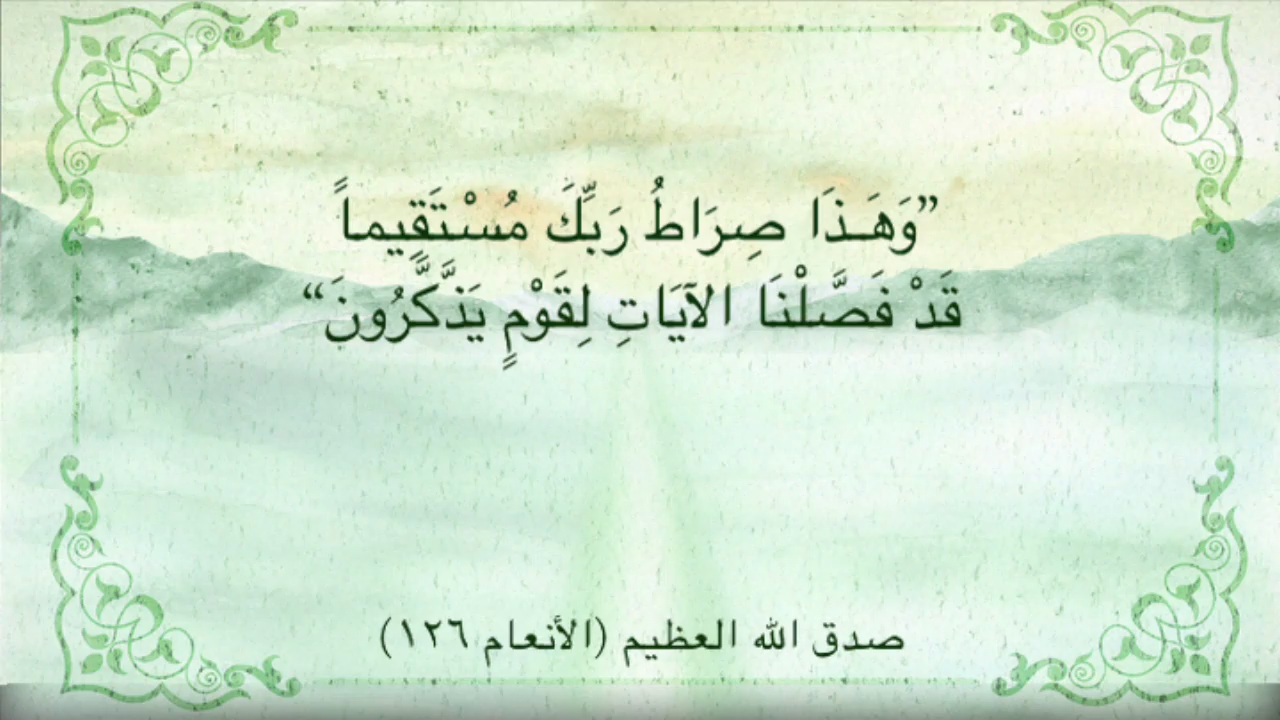 ”وَهَـذَا صِرَاطُ رَبِّكَ مُسْتَقِيماً
قَدْ فَصَّلْنَا الآيَاتِ لِقَوْمٍ يَذَّكَّرُونَ“
صدق الله العظيم (الأنعام ١٢٦)